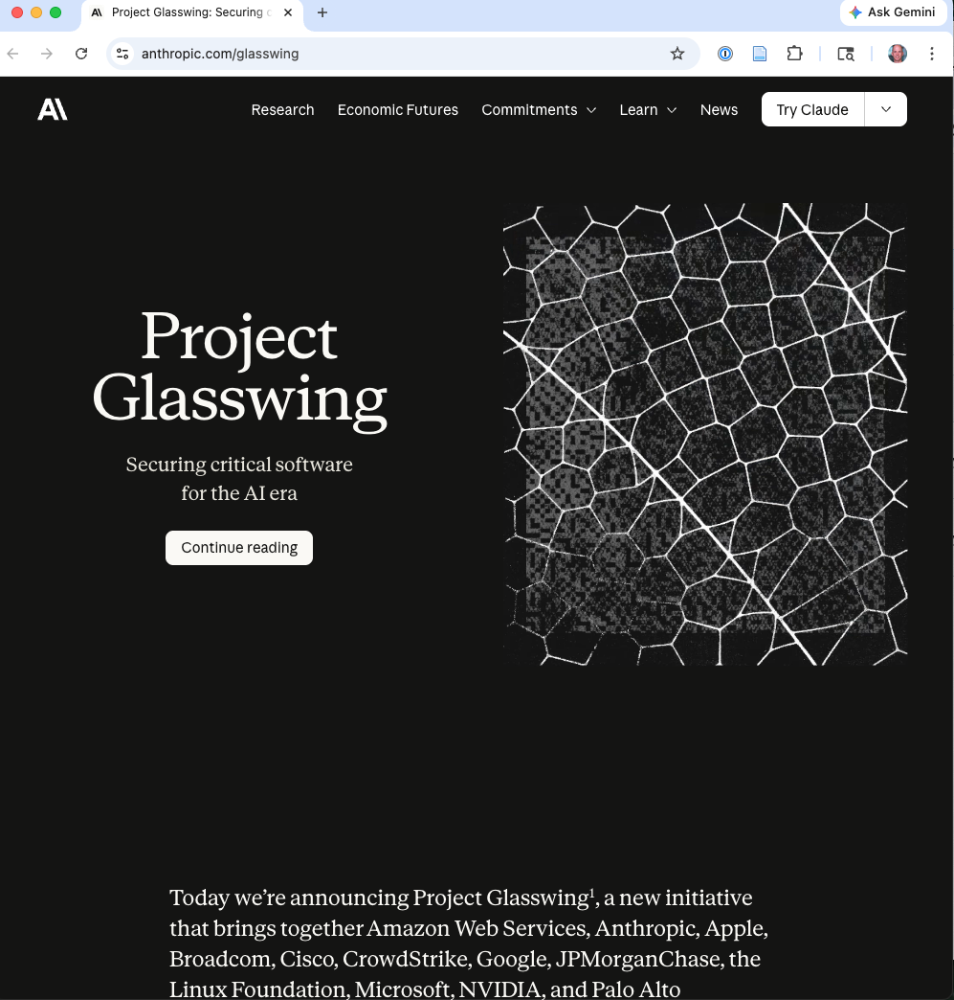 Project Glasswing: Securing
Ask Gemini
anthropic.com/glasswing
Research
Economic Futures
Commitments
Learn
News
Try Claude
Project
Glasswing
Securing critical software
for the AI era
Continue reading
Today we’re announcing Project Glasswing¹, a new initiative
that brings together Amazon Web Services, Anthropic, Apple,
Broadcom, Cisco, CrowdStrike, Google, JPMorganChase, the
Linux Foundation, Microsoft, NVIDIA, and Palo Alto